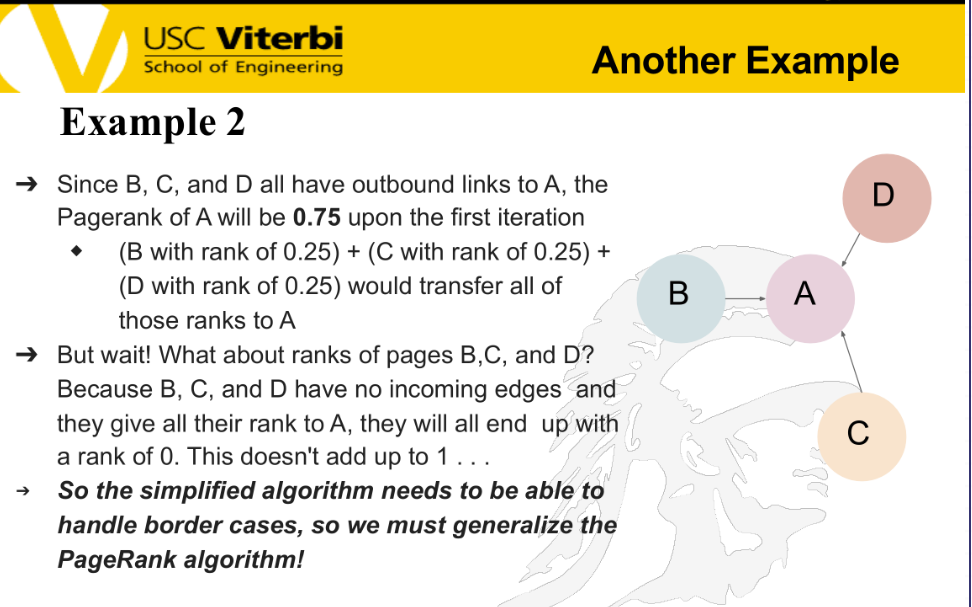 USC Viterbi
School of Engineering
Another Example
Example 2
➔ Since B, C, and D all have outbound links to A, the
Pagerank of A will be 0.75 upon the first iteration
◆ (B with rank of 0.25) + (C with rank of 0.25) +
(D with rank of 0.25) would transfer all of
those ranks to A
➔ But wait! What about ranks of pages B,C, and D?
Because B, C, and D have no incoming edges and
they give all their rank to A, they will all end up with
a rank of 0. This doesn't add up to 1 . . .
➔ So the simplified algorithm needs to be able to
handle border cases, so we must generalize the
PageRank algorithm!
D
B
A
C